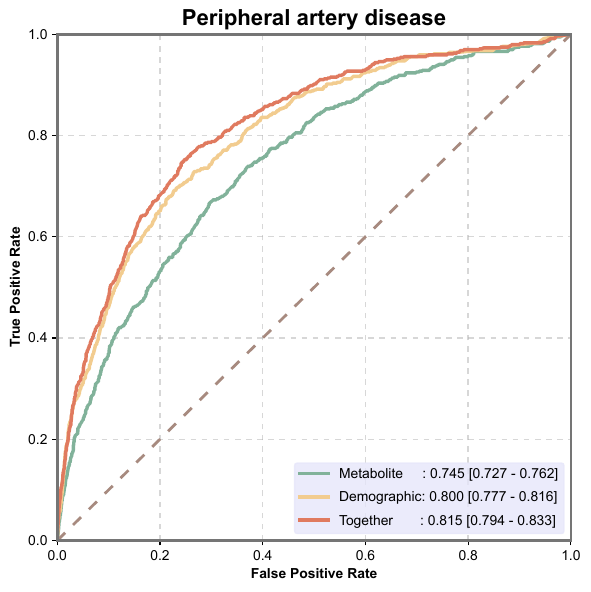 Peripheral artery disease
1.0
0.8
0.6
0.4
0.2
0.0
True Positive Rate
Metabolite : 0.745 [0.727 - 0.762]
Demographic: 0.800 [0.777 - 0.816]
Together : 0.815 [0.794 - 0.833]
0.0 0.2 0.4 0.6 0.8 1.0
False Positive Rate